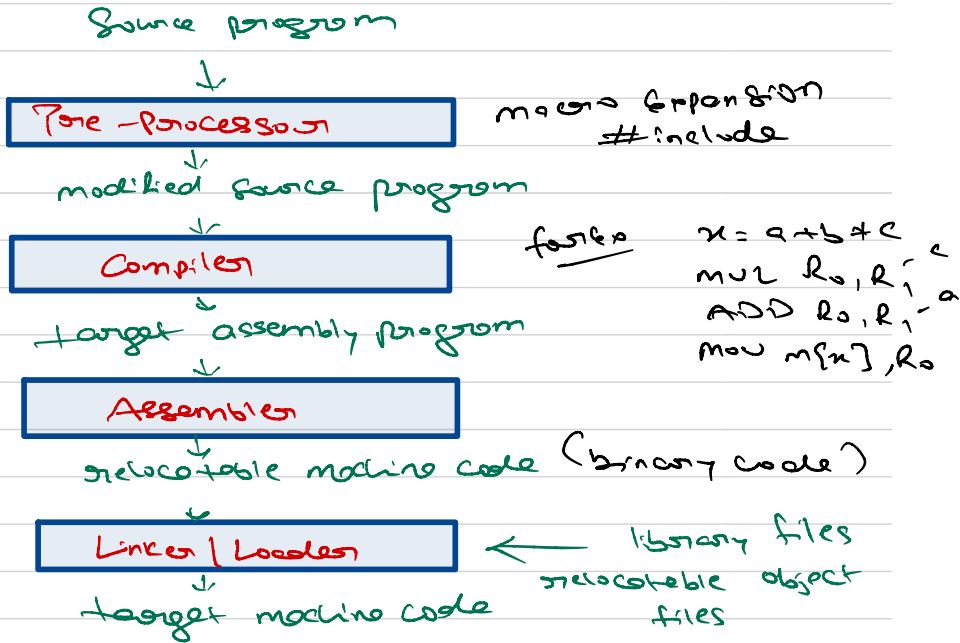 Source program
↓
Pre-Processor
macro Expansion
#include
↓
modified source program
↓
Compiler
for ex
x = a + b * c
MUL R0, R1 - c
ADD R0, R1 - a
MOV m[x], R0
↓
target assembly program
↓
Assembler
↓
relocatable machine code (binary code)
↓
Linker | Loader
← library files
relocatable object
files
↓
target machine code